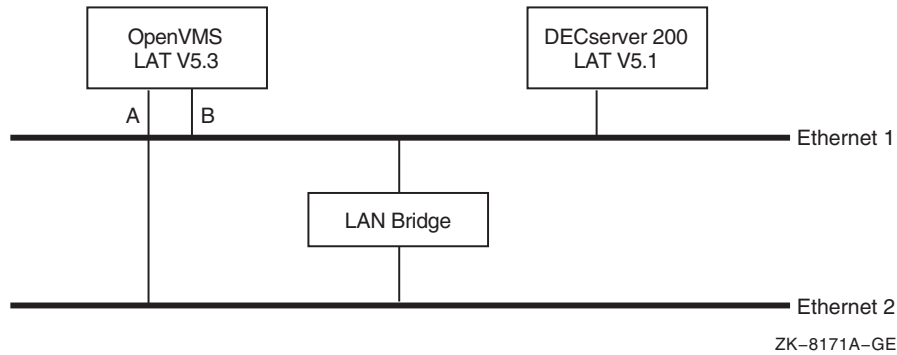 OpenVMS
LAT V5.3
DECserver 200
LAT V5.1
A
B
Ethernet 1
LAN Bridge
Ethernet 2
ZK–8171A–GE